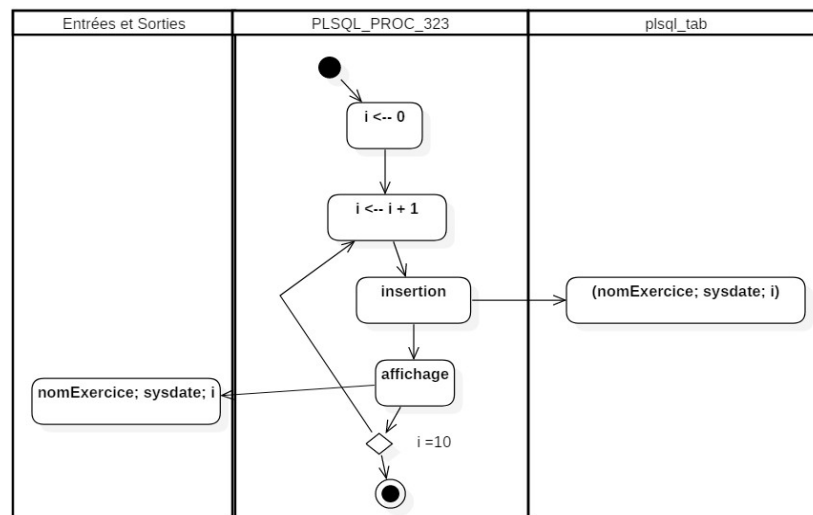 Entrées et Sorties
PLSQL_PROC_323
plsql_tab
i <-- 0
i <-- i + 1
insertion
(nomExercice; sysdate; i)
affichage
nomExercice; sysdate; i
i =10